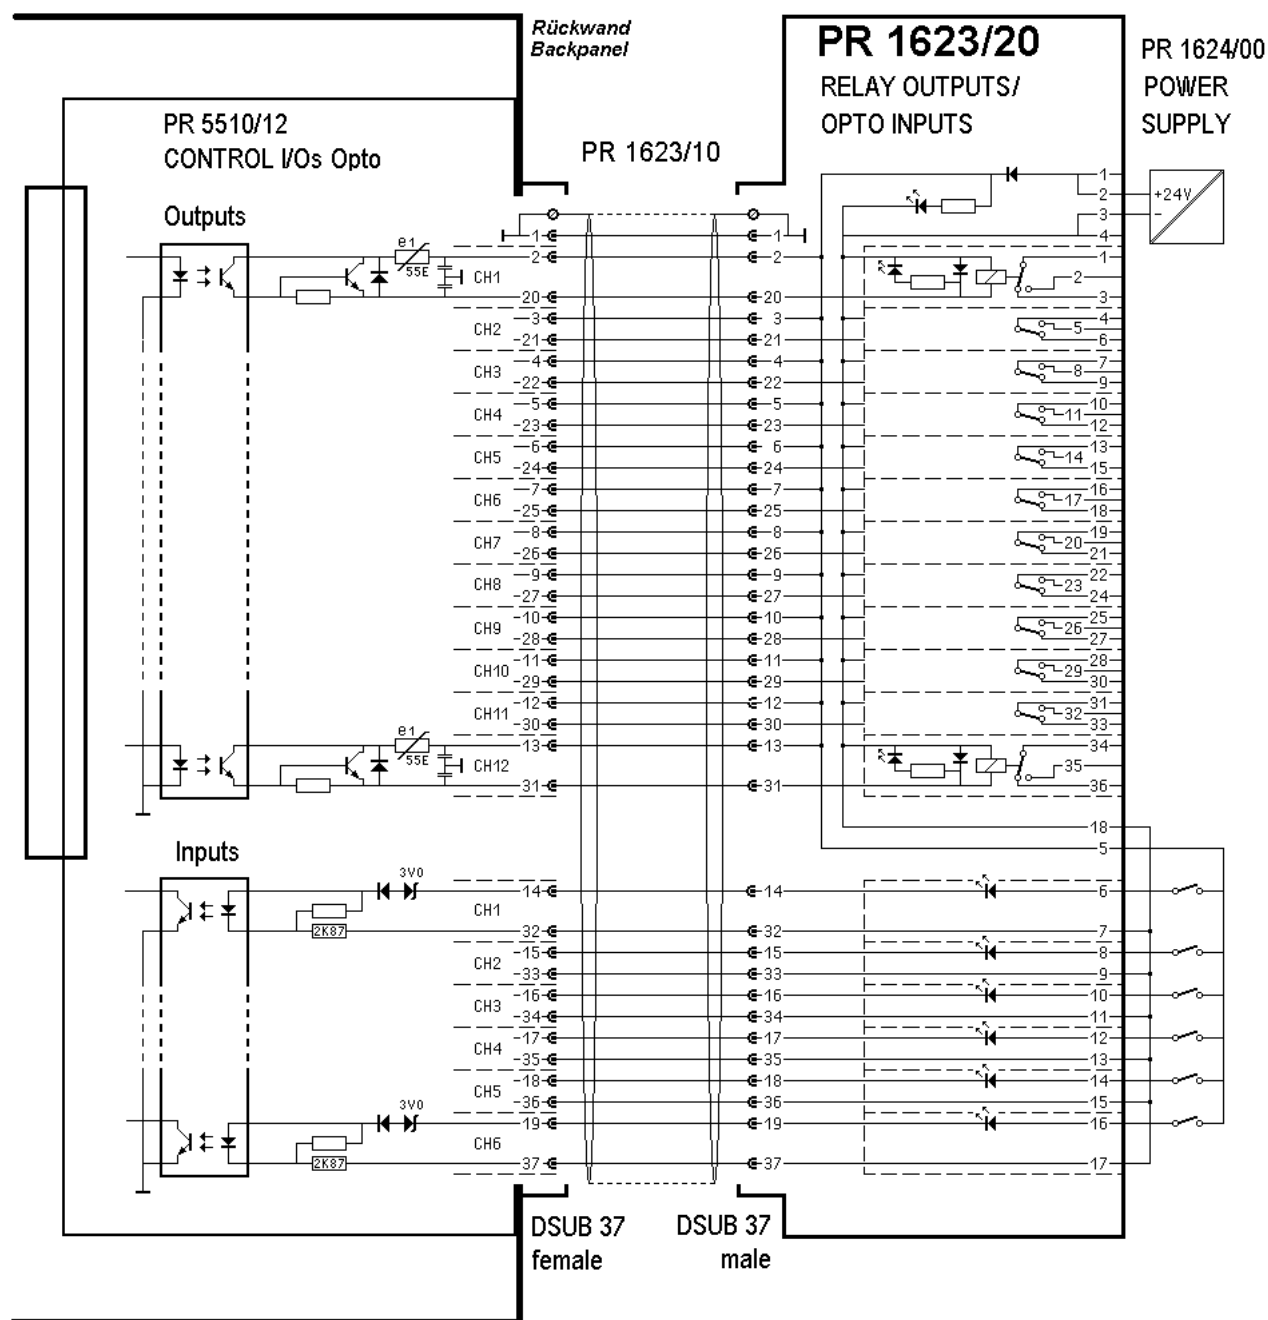 Rückwand
Backpanel
PR 1623/20
RELAY OUTPUTS/
OPTO INPUTS
PR 1624/00
POWER
SUPPLY
PR 5510/12
CONTROL I/Os Opto
PR 1623/10
1
2
+24V
3
-
4
Outputs
1 1
ϑ1
55E
2 CH1 2 1
2
20 20 3
3 CH2 3 4
5
21 21 6
4 CH3 4 7
8
22 22 9
5 CH4 5 10
11
23 23 12
6 CH5 6 13
14
24 24 15
7 CH6 7 16
17
25 25 18
8 CH7 8 19
20
26 26 21
9 CH8 9 22
23
27 27 24
10 CH9 10 25
26
28 28 27
11 CH10 11 28
29
29 29 30
12 CH11 12 31
32
30 30 33
ϑ1
55E
13 CH12 13 34
35
31 31 36
18
5
Inputs
3V0
14 CH1 14 6
2K87
32 32 7
15 CH2 15 8
33 33 9
16 CH3 16 10
34 34 11
17 CH4 17 12
35 35 13
18 CH5 18 14
36 36 15
3V0
19 CH6 19 16
2K87
37 37 17
DSUB 37
female
DSUB 37
male